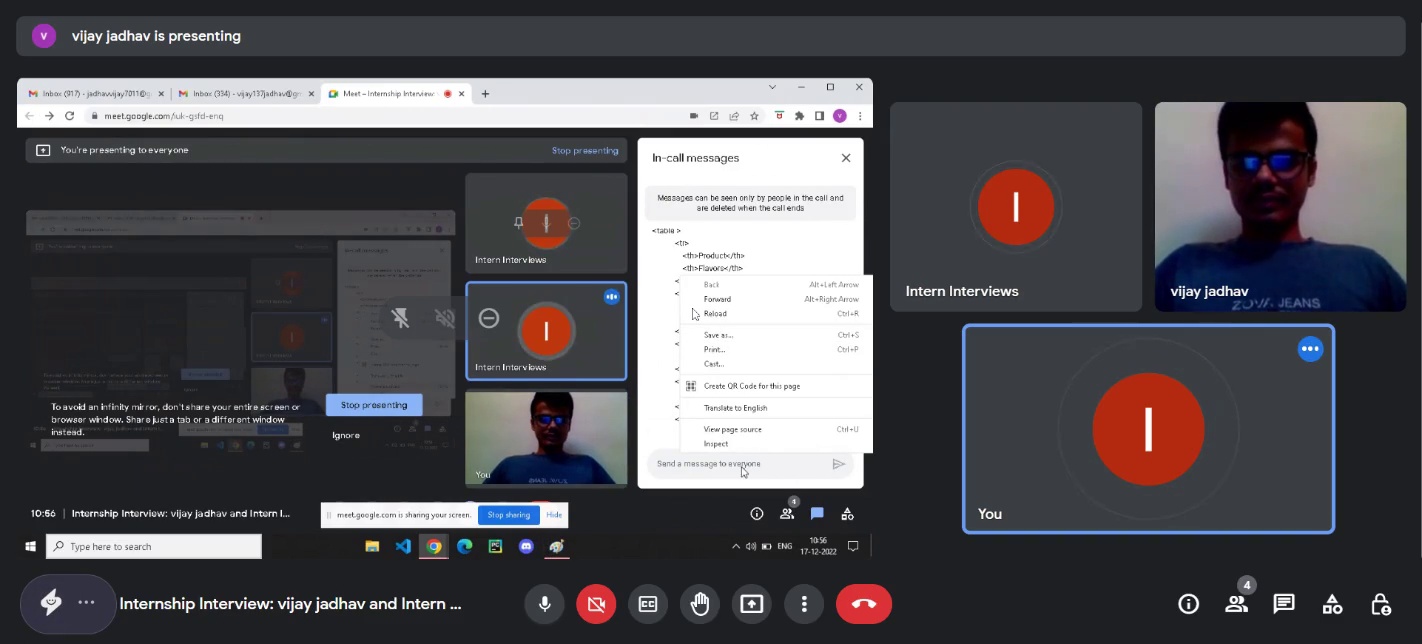 V
vijay jadhav is presenting
Inbox (917) - jadhavvijay7011@g
Inbox (334) - vijay137jadhav@gm
Meet – Internship Interview:
meet.google.com/iuk-gsfd-enq
You're presenting to everyone
Stop presenting
Intern Interviews
Intern Interviews
You
To avoid an infinity mirror, don't share your entire screen or
browser window. Share just a tab or a different window
instead.
Stop presenting
Ignore
In-call messages
Messages can be seen only by people in the call and
are deleted when the call ends
<table >
<tr>
<th>Product</th>
<th>Flavors</th>
Back Alt+Left Arrow
Forward Alt+Right Arrow
Reload Ctrl+R
Save as... Ctrl+S
Print... Ctrl+P
Cast...
Create QR Code for this page
Translate to English
View page source Ctrl+U
Inspect
Send a message to everyone
10:56 | Internship Interview: vijay jadhav and Intern I...
meet.google.com is sharing your screen.
Stop sharing
Hide
4
Type here to search
ENG
10:56
17-12-2022
I
Intern Interviews
vijay jadhav
JEANS
I
You
Internship Interview: vijay jadhav and Intern ...
CC
4